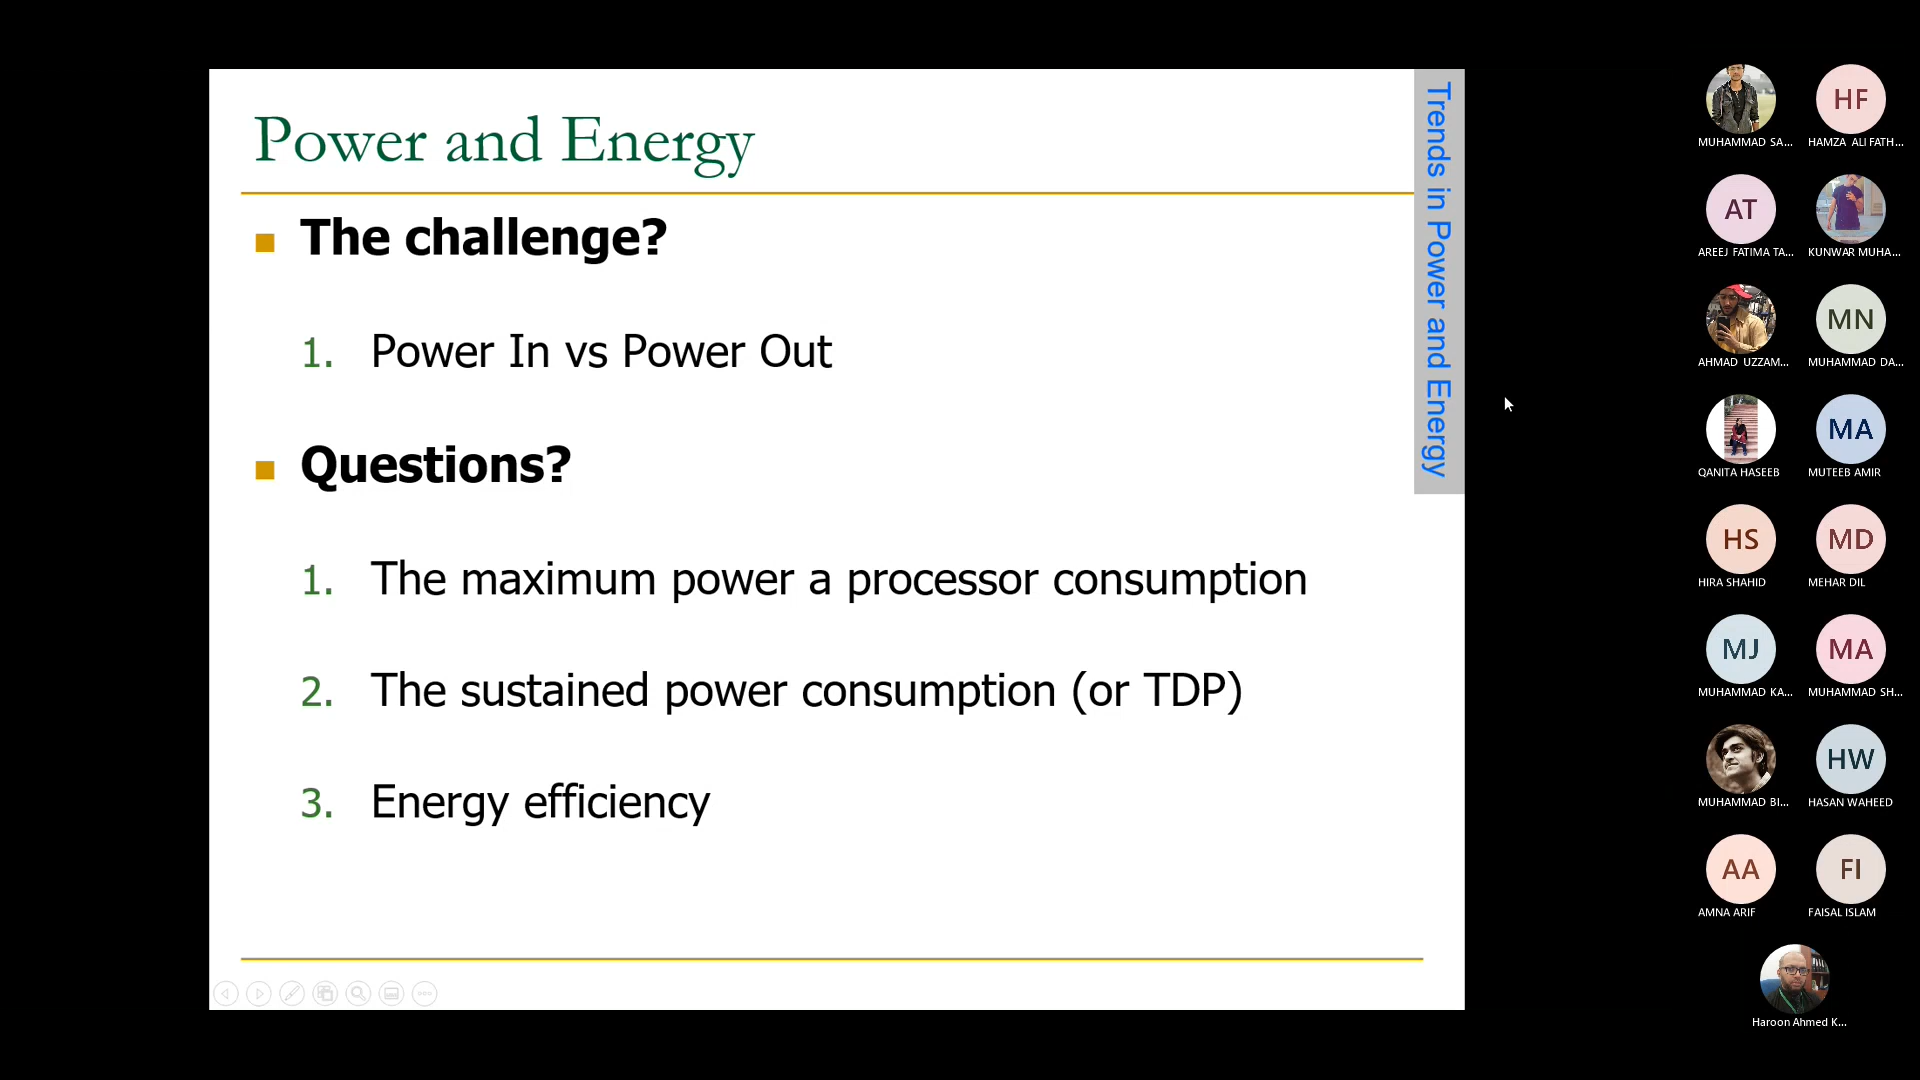 Power and Energy
Trends in Power and Energy
The challenge?
1. Power In vs Power Out
Questions?
1. The maximum power a processor consumption
2. The sustained power consumption (or TDP)
3. Energy efficiency
MUHAMMAD SA...
HF
HAMZA ALI FATH...
AT
AREEJ FATIMA TA...
KUNWAR MUHA...
AHMAD UZZAM...
MN
MUHAMMAD DA...
QANITA HASEEB
MA
MUTEEB AMIR
HS
HIRA SHAHID
MD
MEHAR DIL
MJ
MUHAMMAD KA...
MA
MUHAMMAD SH...
MUHAMMAD BI...
HW
HASAN WAHEED
AA
AMNA ARIF
FI
FAISAL ISLAM
Haroon Ahmed K...